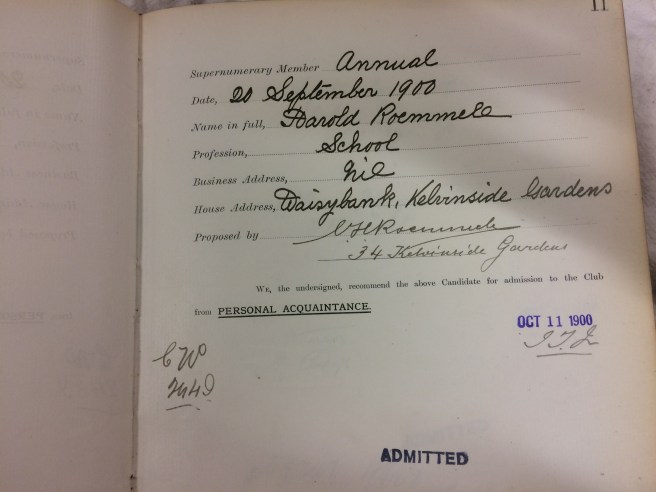 11
Supernumerary Member Annual
Date, 20 September 1900
Name in full, Harold Roemmele
Profession, School
Business Address, Nil
House Address, Daisybank, Kelvinside Gardens
Proposed by C H Roemmele
34 Kelvinside Gardens
WE, the undersigned, recommend the above Candidate for admission to the Club
from PERSONAL ACQUAINTANCE.
OCT 11 1900
ADMITTED